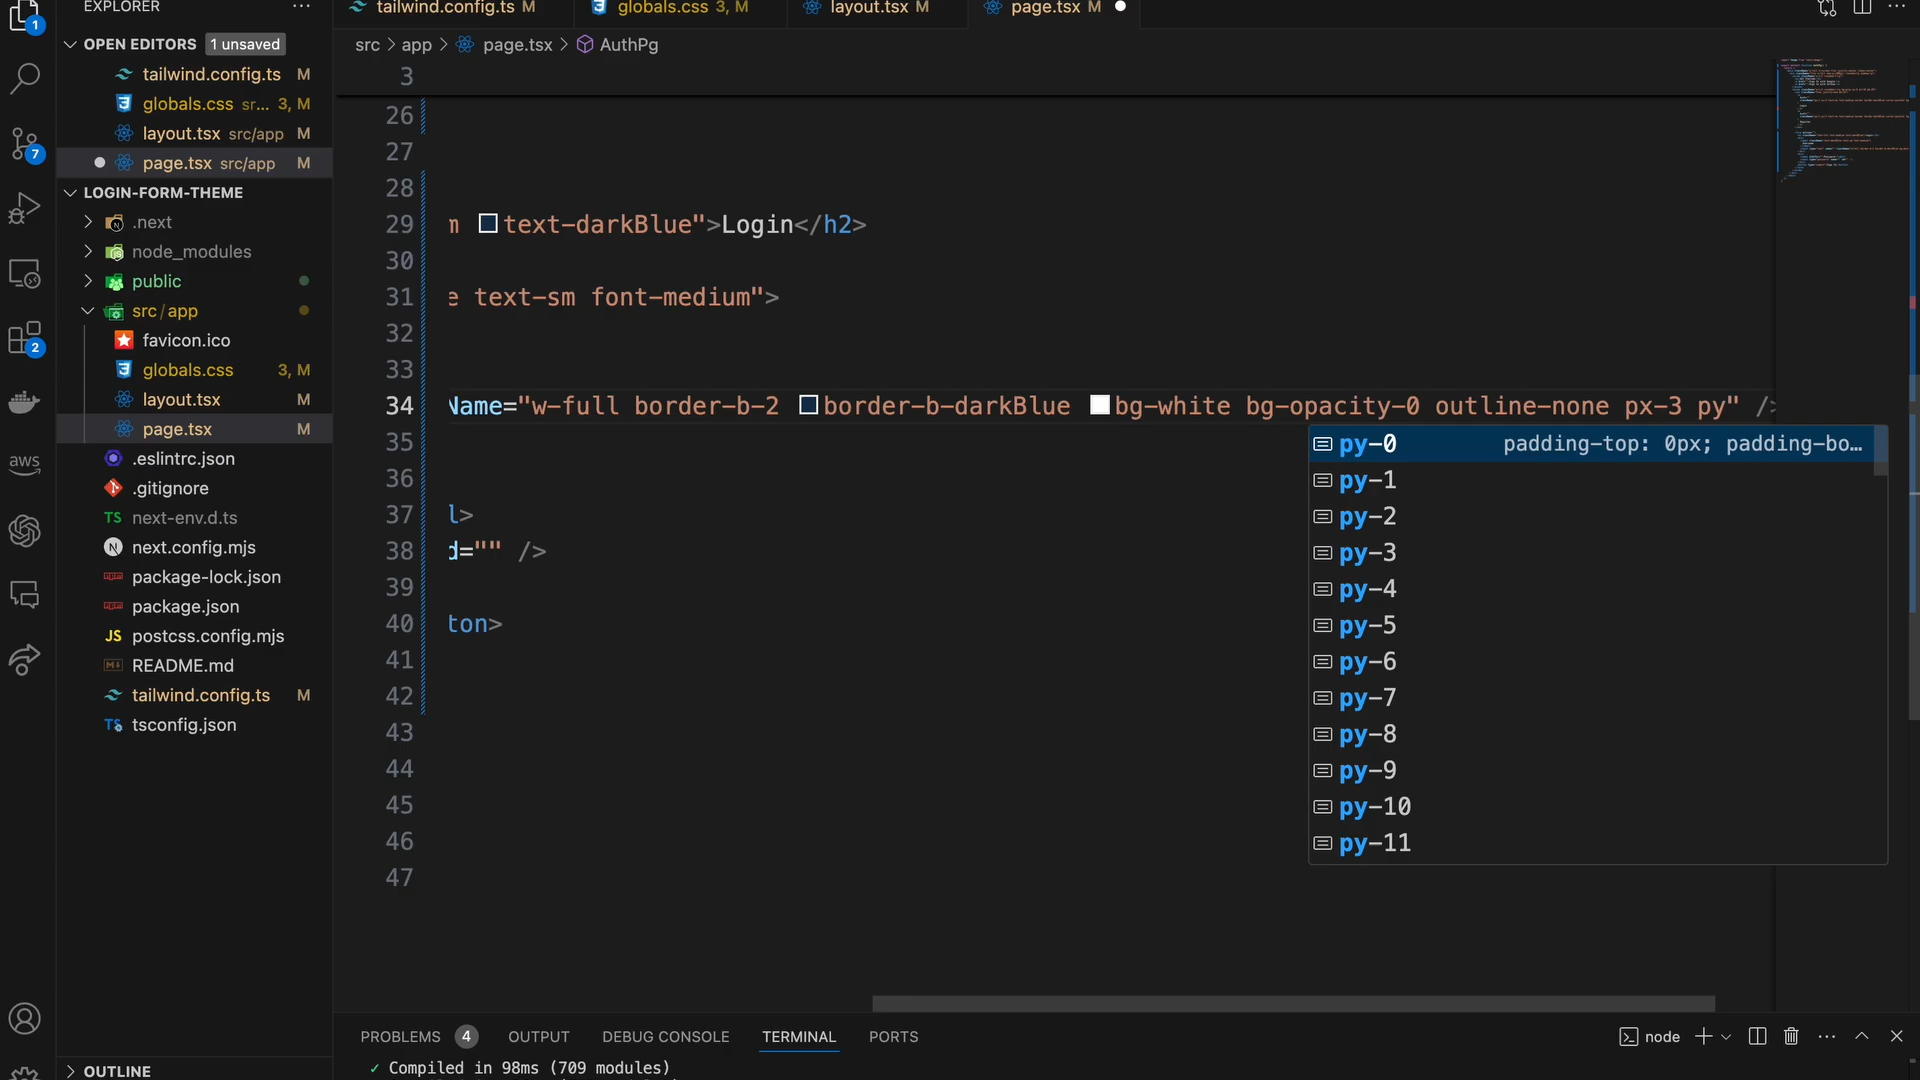 EXPLORER
OPEN EDITORS 1 unsaved
tailwind.config.ts M
globals.css sr... 3, M
layout.tsx src/app M
page.tsx src/app M
LOGIN-FORM-THEME
.next
node_modules
public
src/app
favicon.ico
globals.css 3, M
layout.tsx M
page.tsx M
.eslintrc.json
.gitignore
next-env.d.ts
next.config.mjs
package-lock.json
package.json
postcss.config.mjs
README.md
tailwind.config.ts M
tsconfig.json
OUTLINE
1
7
2
aws
tailwind.config.ts M
globals.css 3, M
layout.tsx M
page.tsx M
src > app > page.tsx > AuthPg
3
26
27
28
29 m text-darkBlue">Login</h2>
30
31 e text-sm font-medium">
32
33
34 Name="w-full border-b-2 border-b-darkBlue bg-white bg-opacity-0 outline-none px-3 py" />
35
36
37 l>
38 d="" />
39
40 ton>
41
42
43
44
45
46
47
py-0 padding-top: 0px; padding-bo...
py-1
py-2
py-3
py-4
py-5
py-6
py-7
py-8
py-9
py-10
py-11
PROBLEMS 4 OUTPUT DEBUG CONSOLE TERMINAL PORTS node
✓ Compiled in 98ms (709 modules)